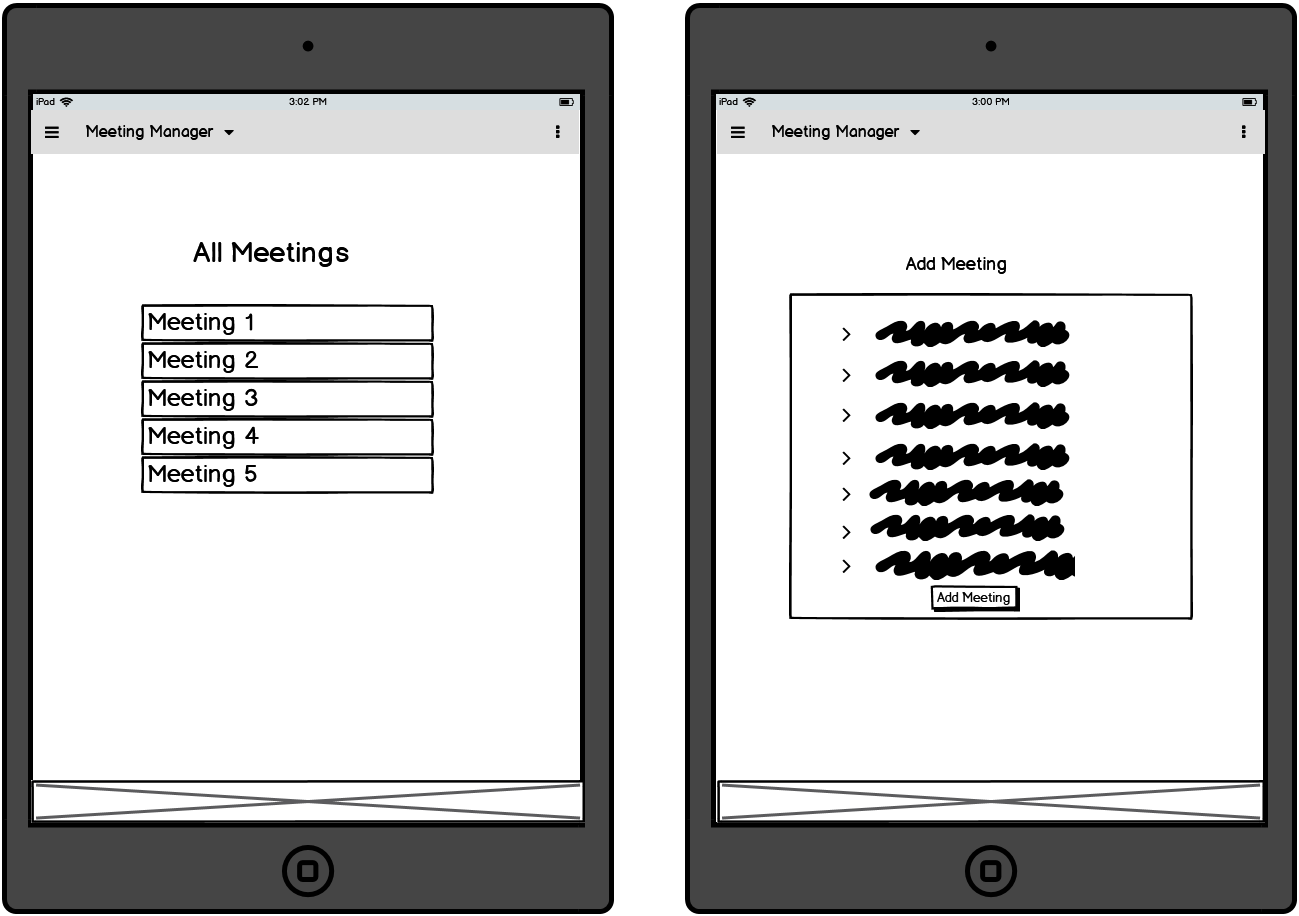 iPad 3:02 PM
Meeting Manager
All Meetings
Meeting 1
Meeting 2
Meeting 3
Meeting 4
Meeting 5
iPad 3:00 PM
Meeting Manager
Add Meeting
Add Meeting